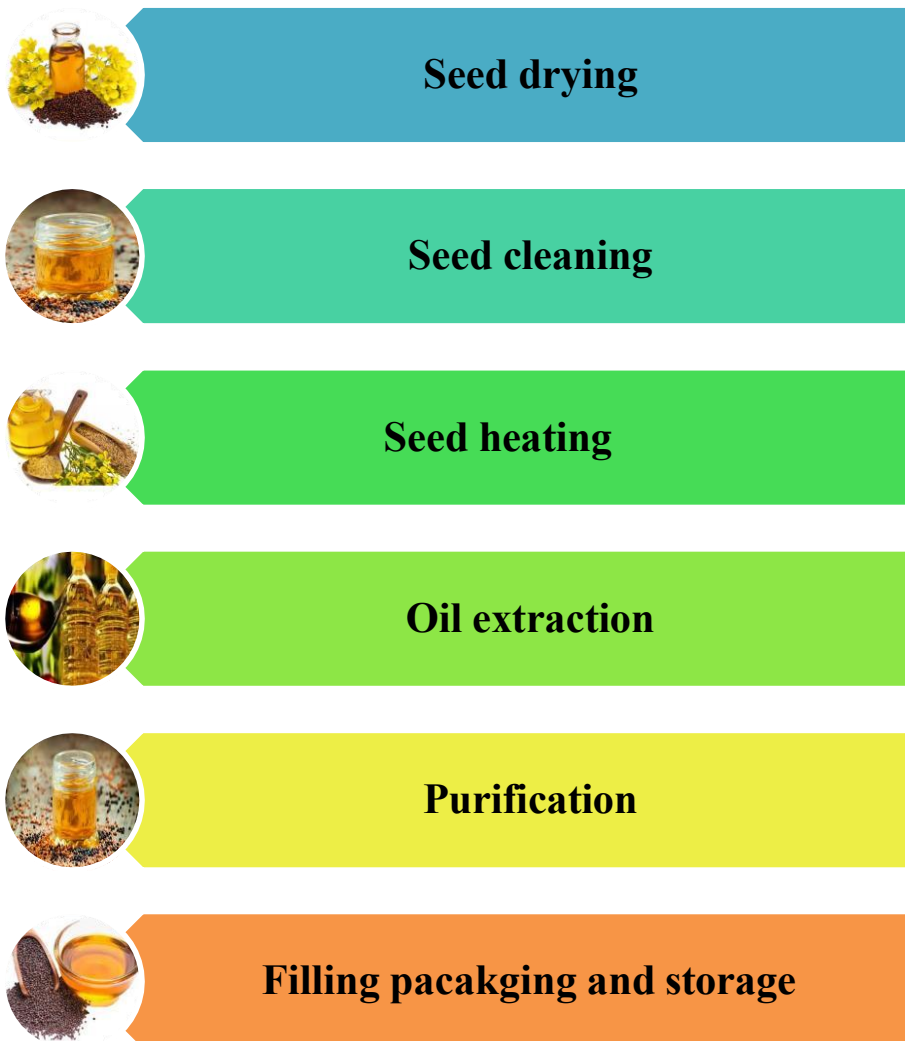 Seed drying
Seed cleaning
Seed heating
Oil extraction
Purification
Filling pacakging and storage